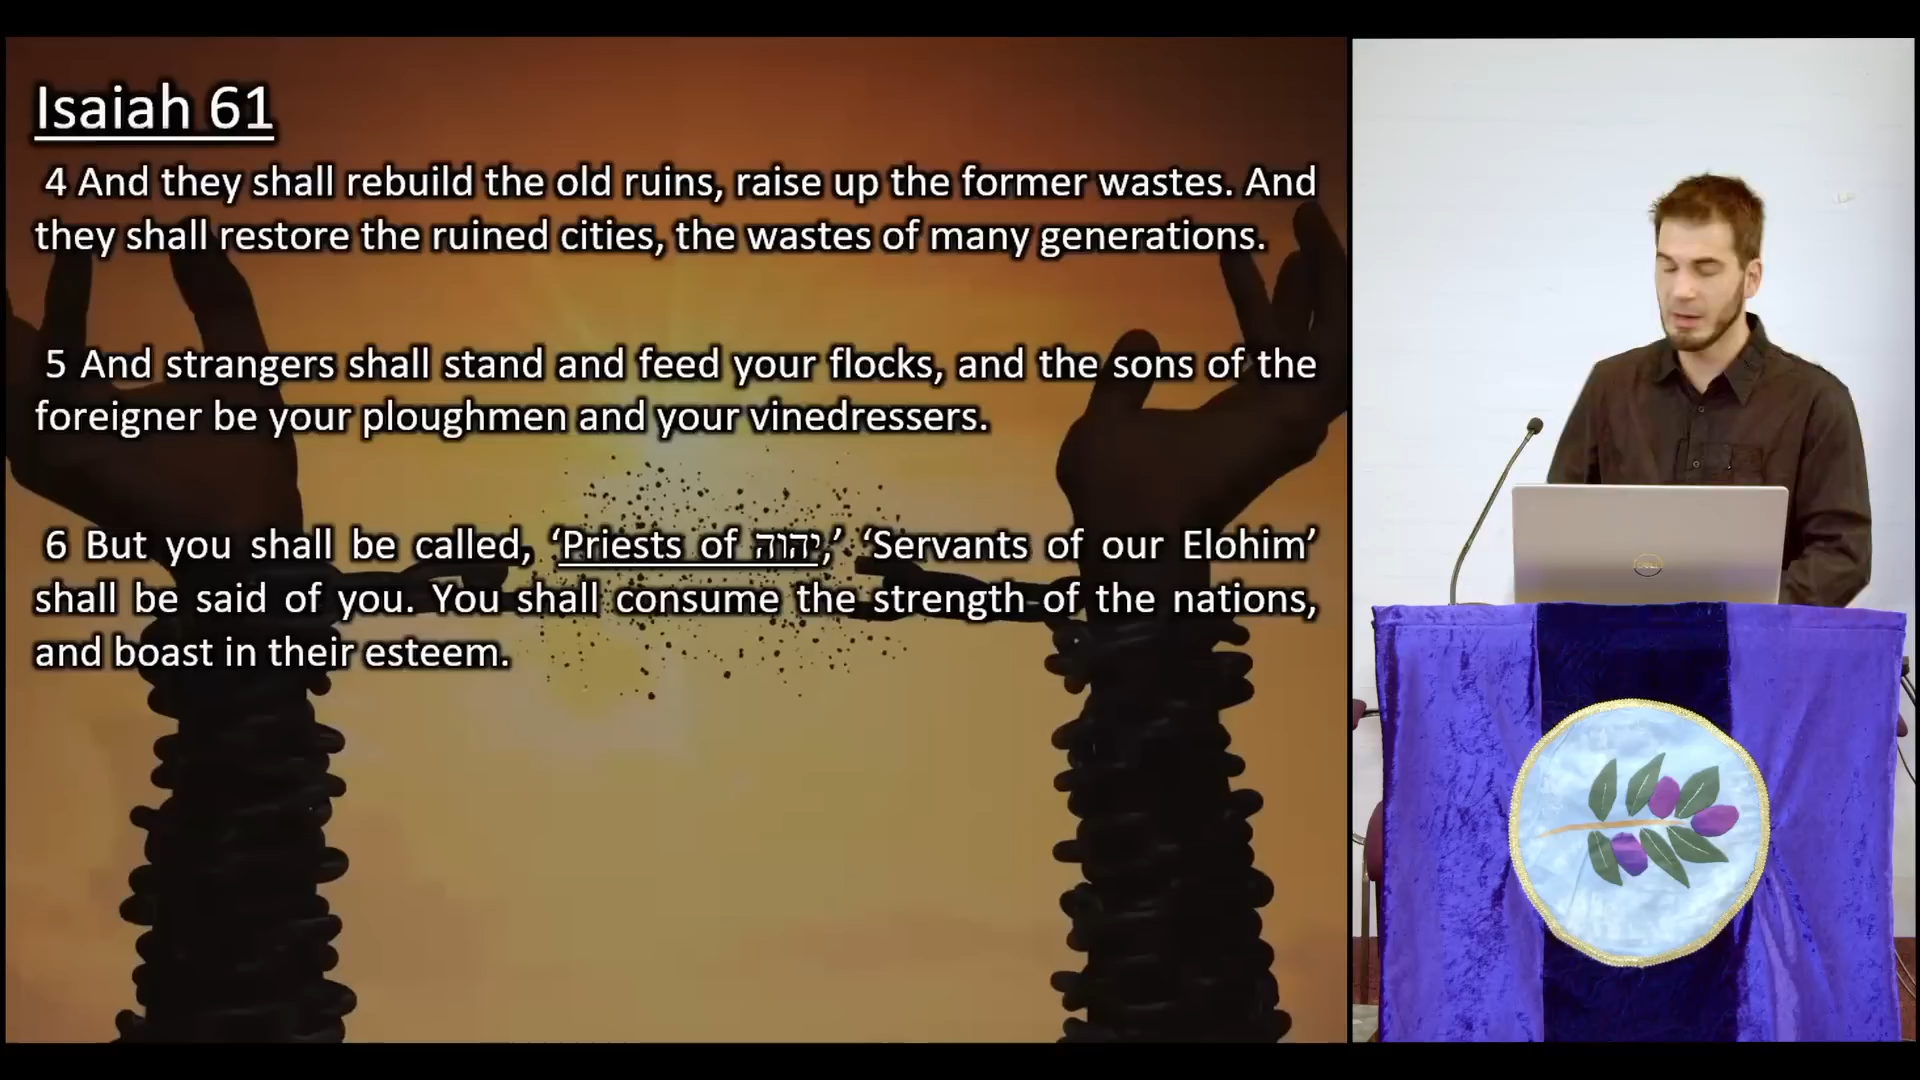 Isaiah 61
4 And they shall rebuild the old ruins, raise up the former wastes. And
they shall restore the ruined cities, the wastes of many generations.
5 And strangers shall stand and feed your flocks, and the sons of the
foreigner be your ploughmen and your vinedressers.
6 But you shall be called, ‘Priests of יהוה,’ ‘Servants of our Elohim’
shall be said of you. You shall consume the strength of the nations,
and boast in their esteem.
DELL